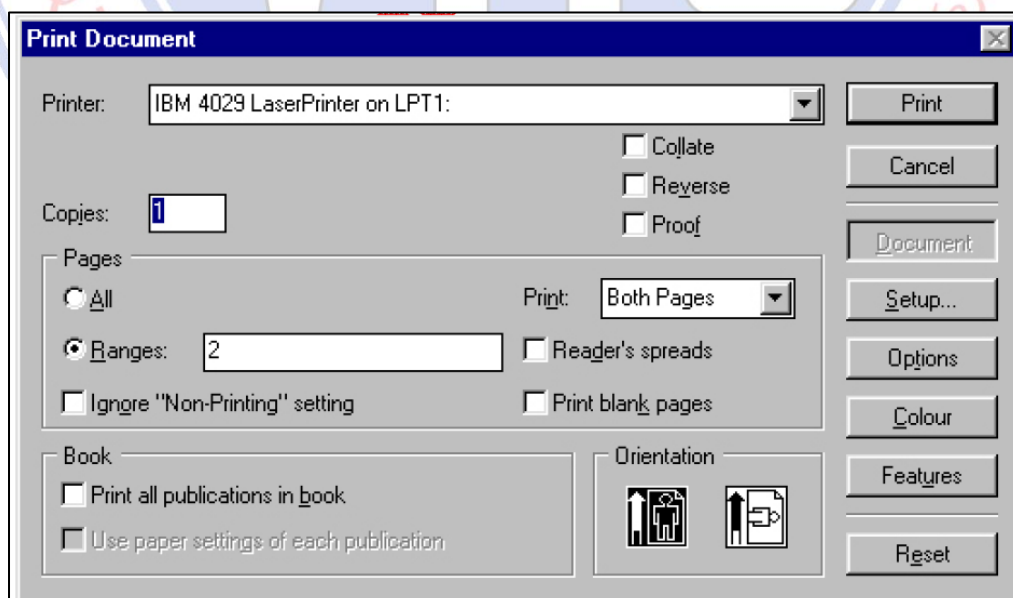 Print Document
Printer: IBM 4029 LaserPrinter on LPT1: Print
Collate
Cancel
Reverse
Copies: 1
Proof
Document
Pages
All Print: Both Pages Setup...
Ranges: 2 Reader's spreads Options
Ignore "Non-Printing" setting Print blank pages
Colour
Book Orientation
Features
Print all publications in book
Use paper settings of each publication
Reset